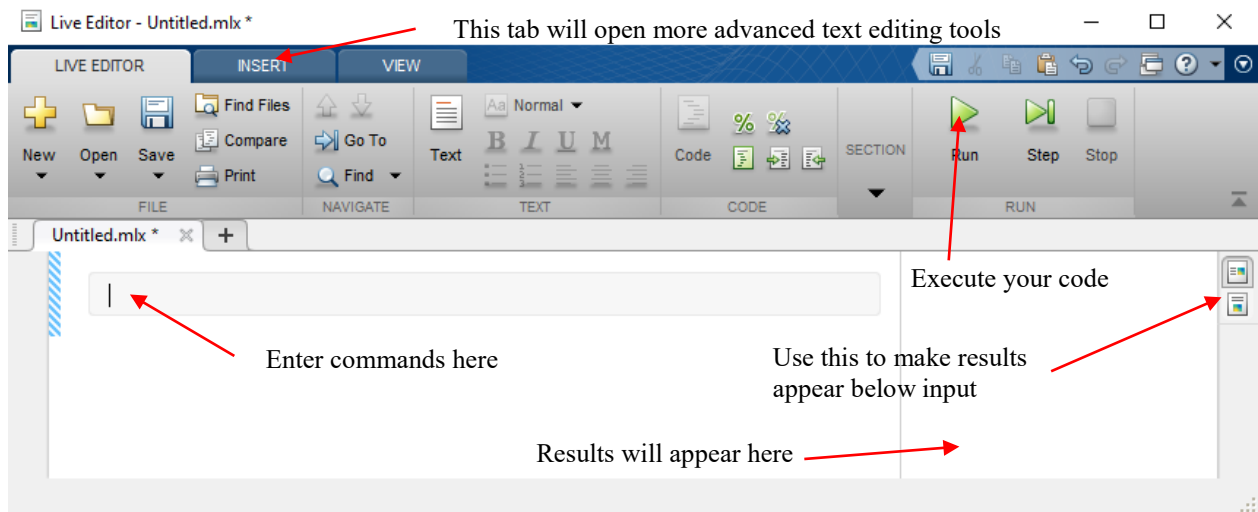 Live Editor - Untitled.mlx *
This tab will open more advanced text editing tools
LIVE EDITOR INSERT VIEW
Find Files
Compare
Print
New Open Save
FILE
Go To
Find
NAVIGATE
Text
Aa Normal
B I U M
TEXT
Code
CODE
SECTION
Run Step Stop
RUN
Untitled.mlx *
Execute your code
Enter commands here
Use this to make results
appear below input
Results will appear here